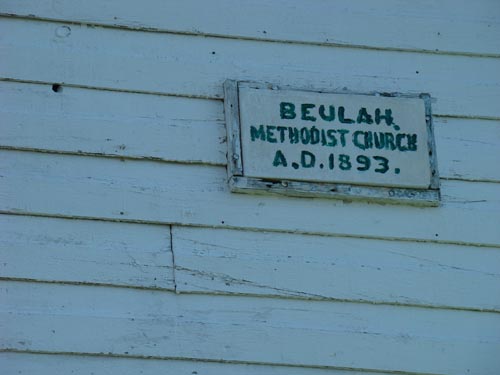 BEULAH.
METHODIST CHURCH
A.D. 1893.